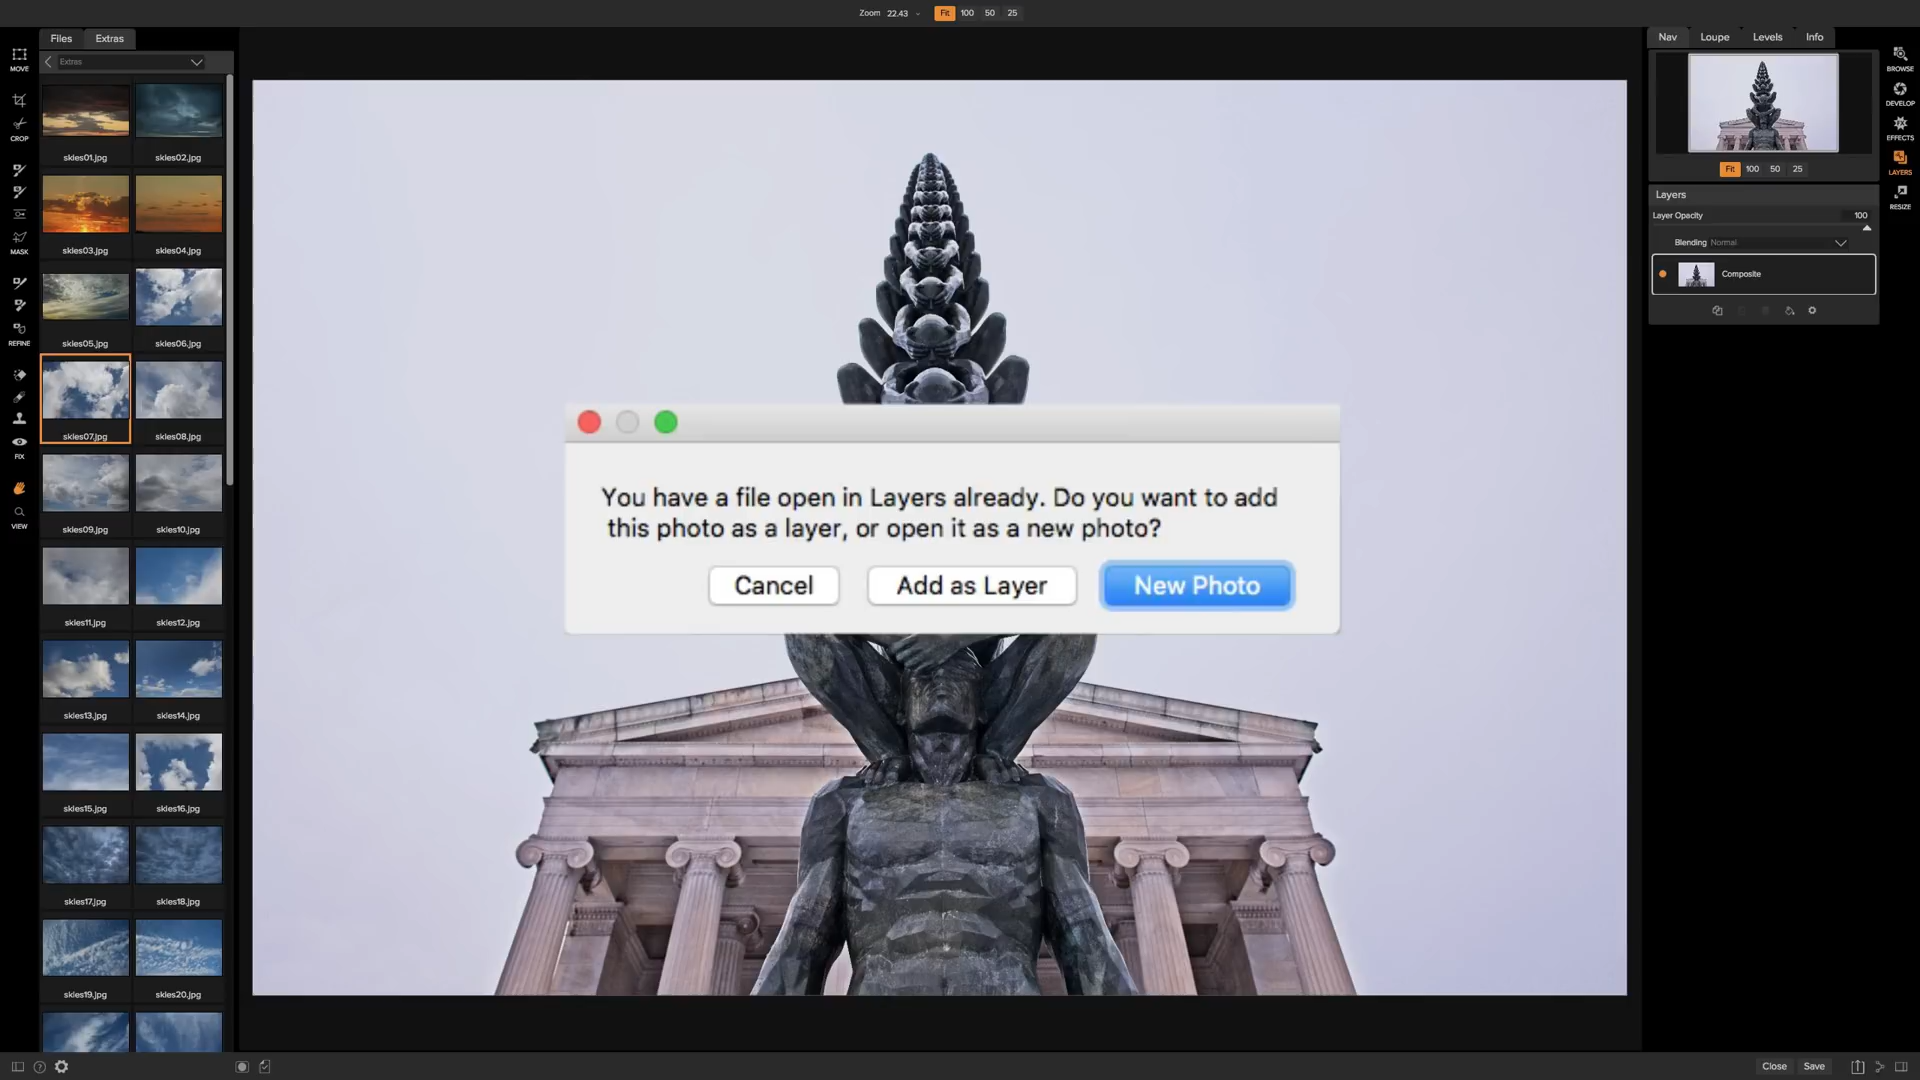 Zoom 22.43 Fit 100 50 25
Files Extras
Extras
MOVE
CROP
MASK
REFINE
FIX
VIEW
skies01.jpg skies02.jpg
skies03.jpg skies04.jpg
skies05.jpg skies06.jpg
skies07.jpg skies08.jpg
skies09.jpg skies10.jpg
skies11.jpg skies12.jpg
skies13.jpg skies14.jpg
skies15.jpg skies16.jpg
skies17.jpg skies18.jpg
skies19.jpg skies20.jpg
You have a file open in Layers already. Do you want to add
this photo as a layer, or open it as a new photo?
Cancel Add as Layer New Photo
Nav Loupe Levels Info
Fit 100 50 25
Layers
Layer Opacity 100
Blending Normal
Composite
BROWSE
DEVELOP
EFFECTS
LAYERS
RESIZE
Close Save